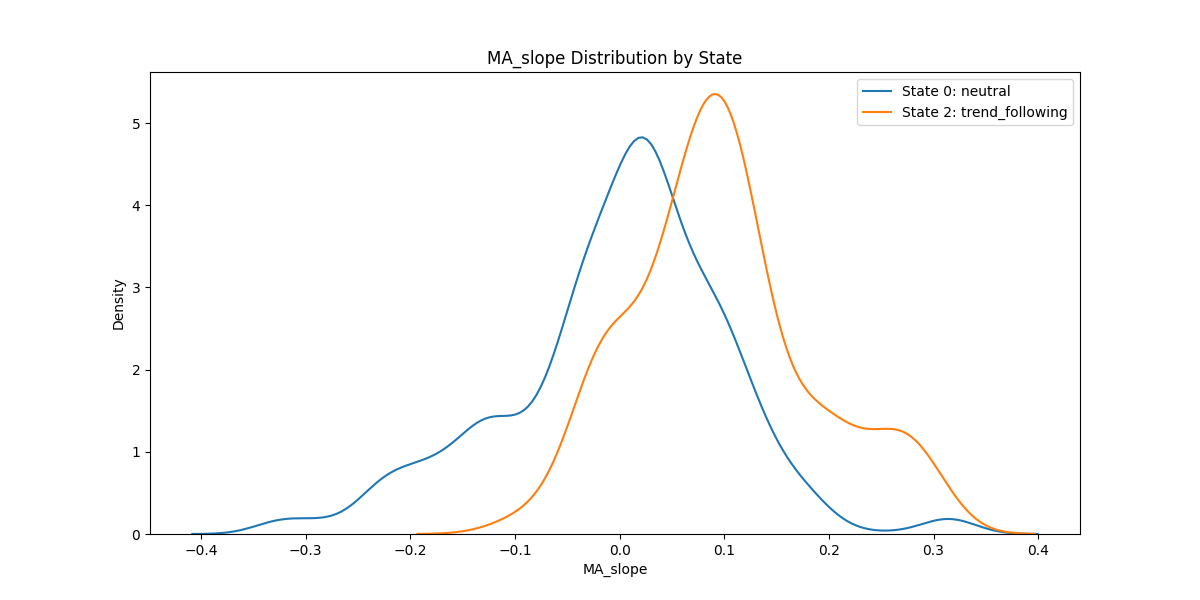 MA_slope Distribution by State
State 0: neutral
State 2: trend_following
Density
5
4
3
2
1
0
−0.4 −0.3 −0.2 −0.1 0.0 0.1 0.2 0.3 0.4
MA_slope